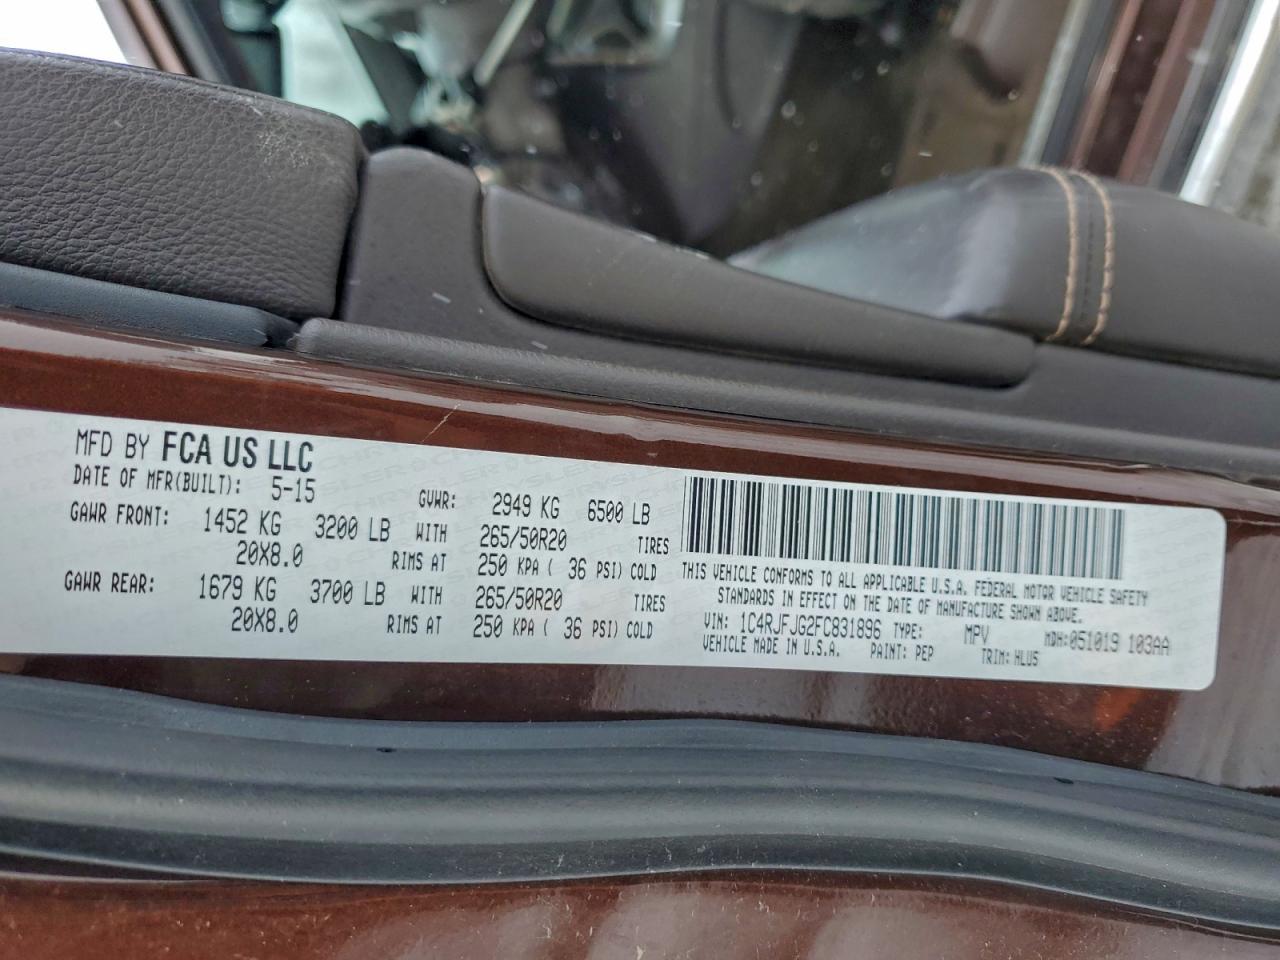 MFD BY FCA US LLC
DATE OF MFR(BUILT): 5-15 GVWR: 2949 KG 6500 LB
GAWR FRONT: 1452 KG 3200 LB WITH 265/50R20 TIRES
20X8.0 RIMS AT 250 KPA ( 36 PSI) COLD
GAWR REAR: 1679 KG 3700 LB WITH 265/50R20 TIRES
20X8.0 RIMS AT 250 KPA ( 36 PSI) COLD
THIS VEHICLE CONFORMS TO ALL APPLICABLE U.S.A. FEDERAL MOTOR VEHICLE SAFETY
STANDARDS IN EFFECT ON THE DATE OF MANUFACTURE SHOWN ABOVE.
VIN: 1C4RJFJG2FC831896 TYPE: MPV MDH:051019 103AA
VEHICLE MADE IN U.S.A. PAINT: PEP TRIM: HLUS